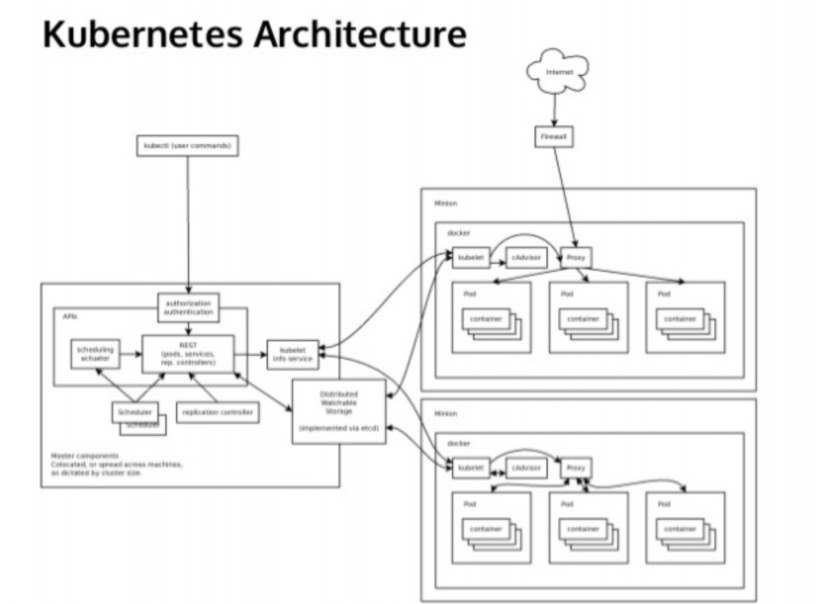 Kubernetes Architecture
Internet
Firewall
kubectl (user commands)
authorization
authentication
APIs
scheduling
actuator
REST
(pods, services,
rep. controllers)
kubelet
info service
Scheduler
Scheduler
replication controller
Distributed
Watchable
Storage
(implemented via etcd)
Master components
Colocated, or spread across machines,
as dictated by cluster size.
Minion
docker
kubelet
cAdvisor
Proxy
Pod
Pod
Pod
container
container
container
Minion
docker
kubelet
cAdvisor
Proxy
Pod
Pod
Pod
container
container
container